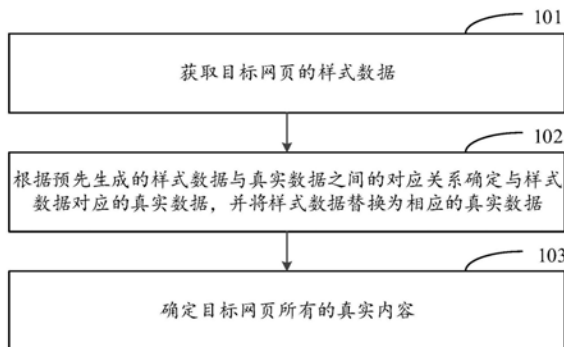 101
获取目标网页的样式数据
102
根据预先生成的样式数据与真实数据之间的对应关系确定与样式
数据对应的真实数据，并将样式数据替换为相应的真实数据
103
确定目标网页所有的真实内容